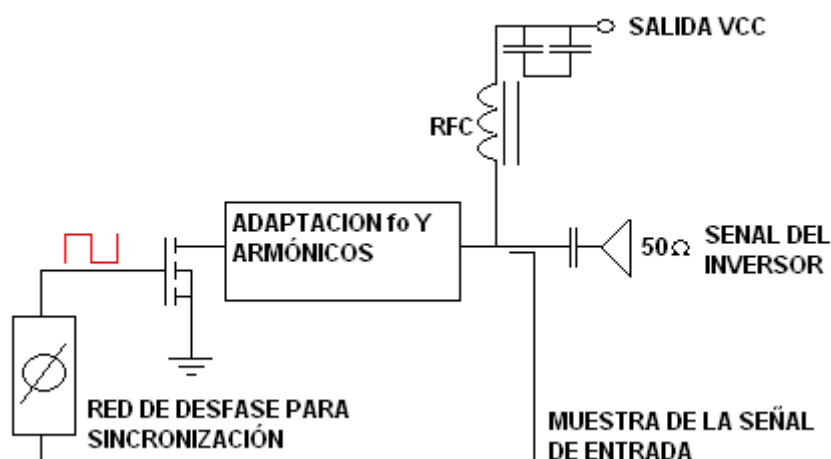 SALIDA VCC
RFC
ADAPTACION fo Y
ARMÓNICOS
50Ω
SENAL DEL
INVERSOR
RED DE DESFASE PARA
SINCRONIZACIÓN
MUESTRA DE LA SEÑAL
DE ENTRADA